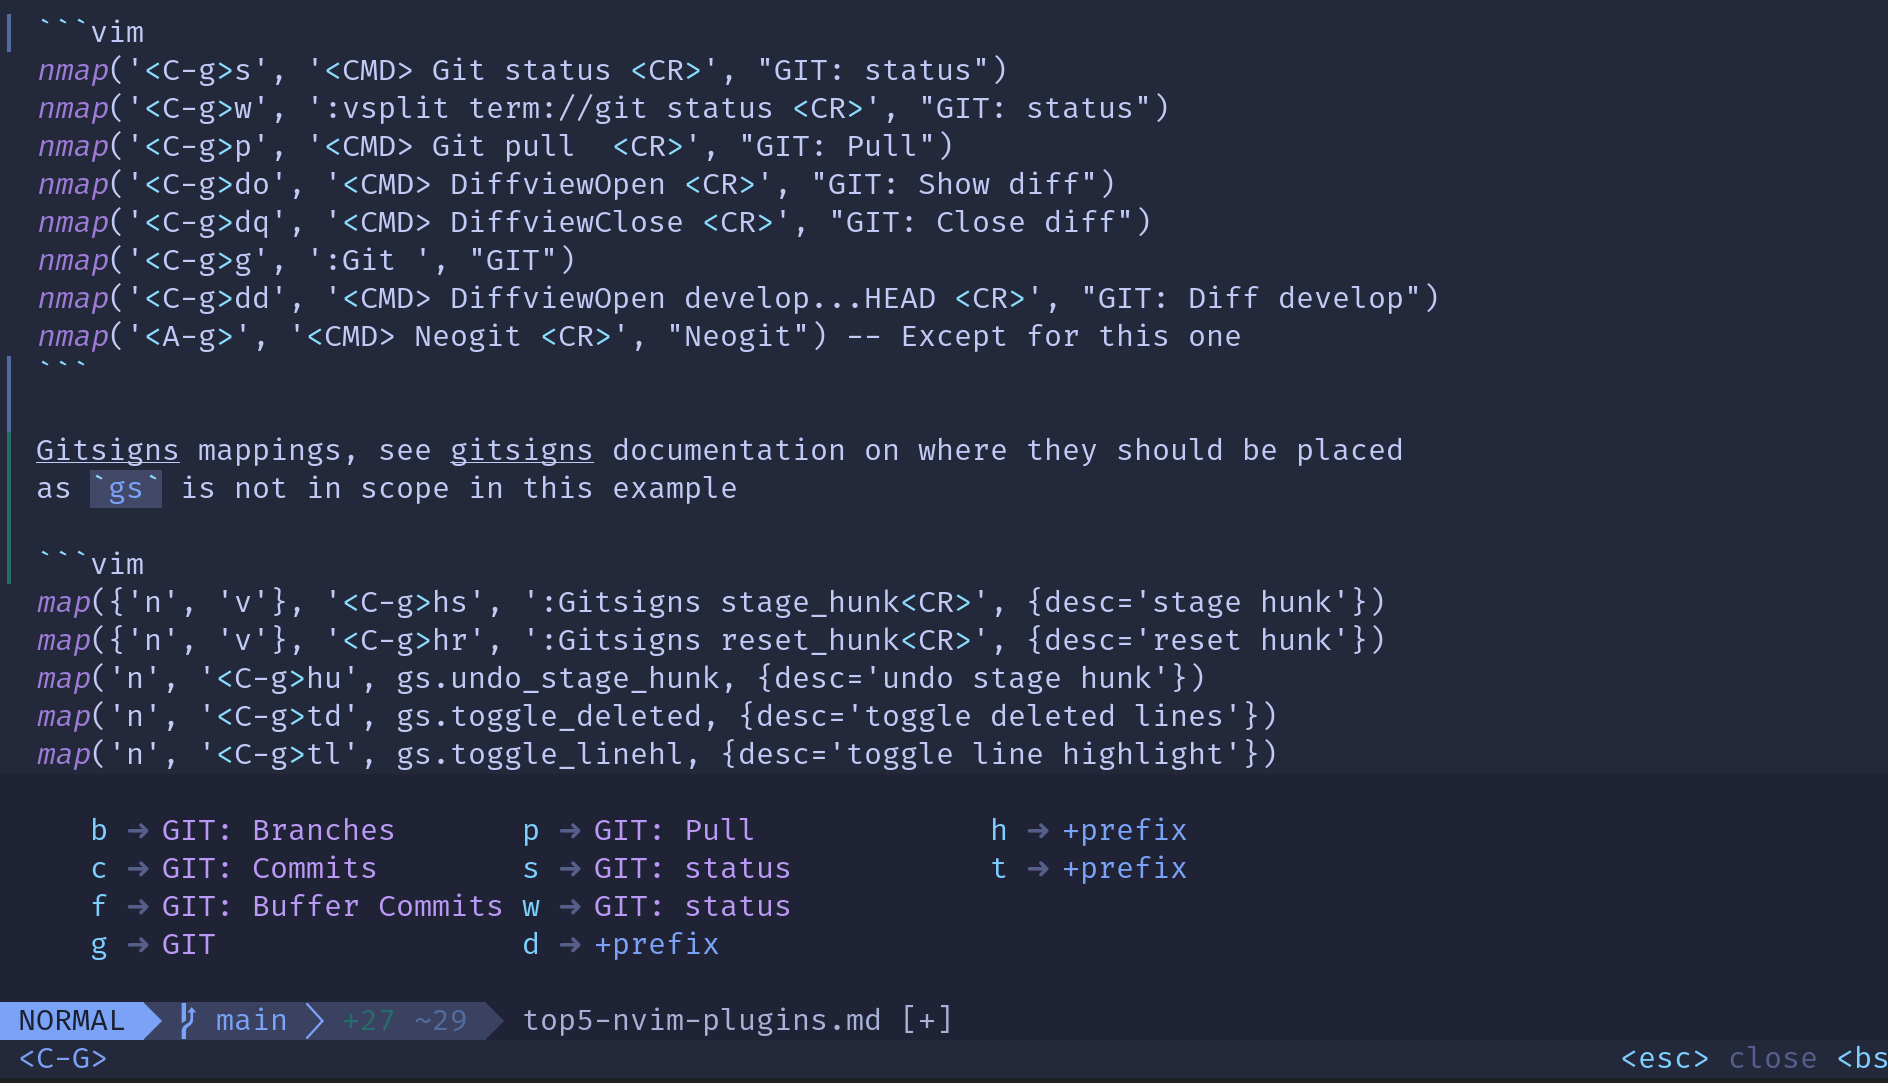 ```vim
nmap('<C-g>s', '<CMD> Git status <CR>', "GIT: status")
nmap('<C-g>w', ':vsplit term://git status <CR>', "GIT: status")
nmap('<C-g>p', '<CMD> Git pull  <CR>', "GIT: Pull")
nmap('<C-g>do', '<CMD> DiffviewOpen <CR>', "GIT: Show diff")
nmap('<C-g>dq', '<CMD> DiffviewClose <CR>', "GIT: Close diff")
nmap('<C-g>g', ':Git ', "GIT")
nmap('<C-g>dd', '<CMD> DiffviewOpen develop...HEAD <CR>', "GIT: Diff develop")
nmap('<A-g>', '<CMD> Neogit <CR>', "Neogit") -- Except for this one
```
Gitsigns mappings, see gitsigns documentation on where they should be placed
as `gs` is not in scope in this example
```vim
map({'n', 'v'}, '<C-g>hs', ':Gitsigns stage_hunk<CR>', {desc='stage hunk'})
map({'n', 'v'}, '<C-g>hr', ':Gitsigns reset_hunk<CR>', {desc='reset hunk'})
map('n', '<C-g>hu', gs.undo_stage_hunk, {desc='undo stage hunk'})
map('n', '<C-g>td', gs.toggle_deleted, {desc='toggle deleted lines'})
map('n', '<C-g>tl', gs.toggle_linehl, {desc='toggle line highlight'})
b ➜ GIT: Branches p ➜ GIT: Pull h ➜ +prefix
c ➜ GIT: Commits s ➜ GIT: status t ➜ +prefix
f ➜ GIT: Buffer Commits w ➜ GIT: status
g ➜ GIT d ➜ +prefix
NORMAL main +27 ~29 top5-nvim-plugins.md [+]
<C-G> <esc> close <bs